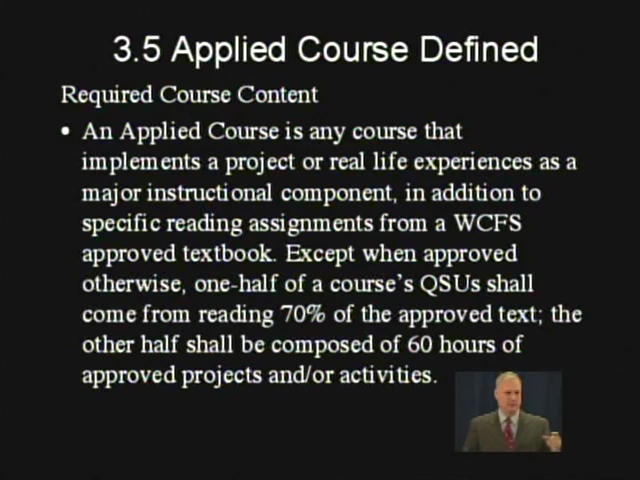 3.5 Applied Course Defined
Required Course Content
• An Applied Course is any course that
implements a project or real life experiences as a
major instructional component, in addition to
specific reading assignments from a WCFS
approved textbook. Except when approved
otherwise, one-half of a course's QSUs shall
come from reading 70% of the approved text; the
other half shall be composed of 60 hours of
approved projects and/or activities.